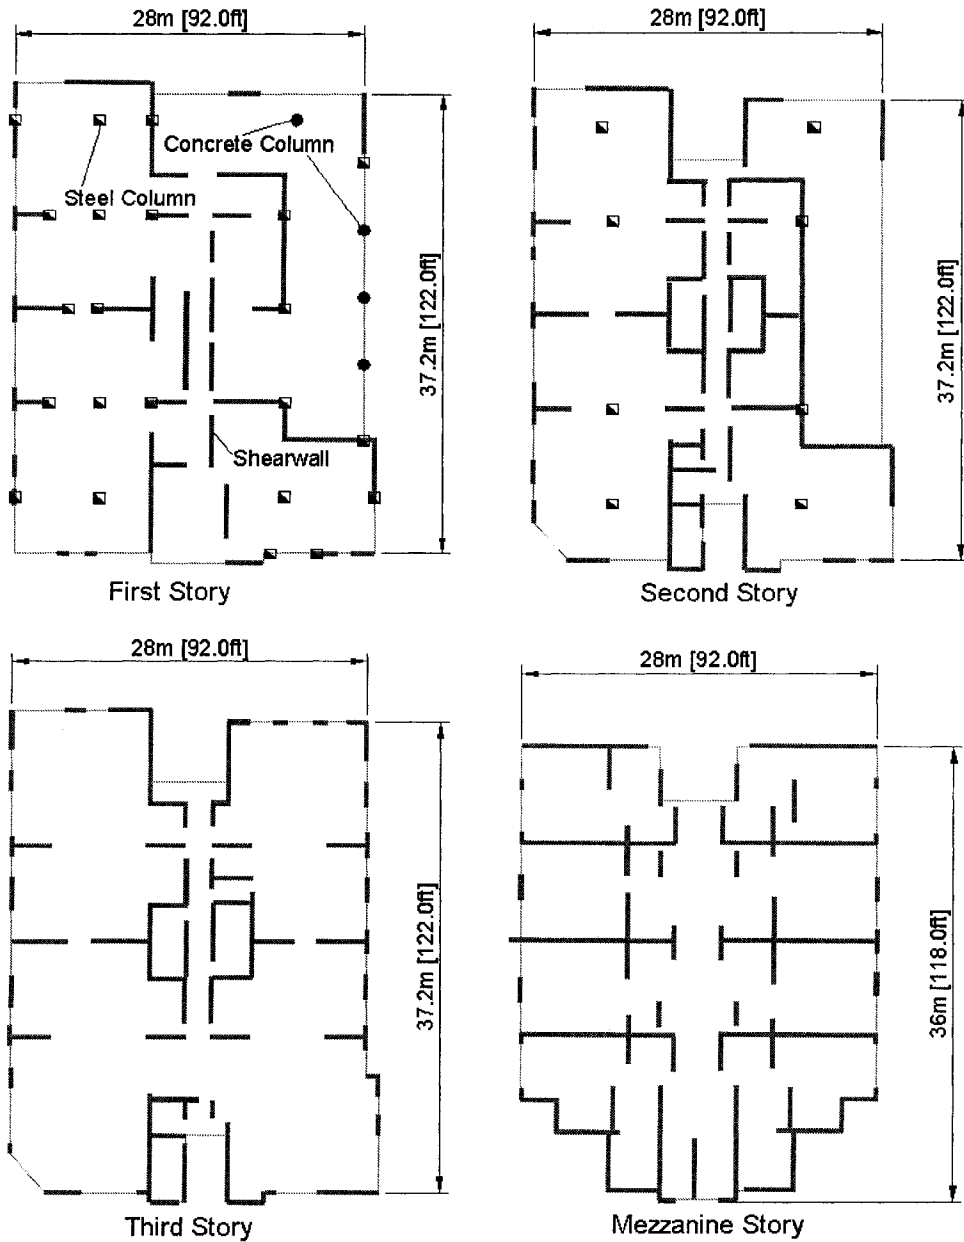 28m [92.0ft]
28m [92.0ft]
Concrete Column
Steel Column
37.2m [122.0ft]
37.2m [122.0ft]
Shearwall
First Story
Second Story
28m [92.0ft]
28m [92.0ft]
37.2m [122.0ft]
36m [118.0ft]
Third Story
Mezzanine Story